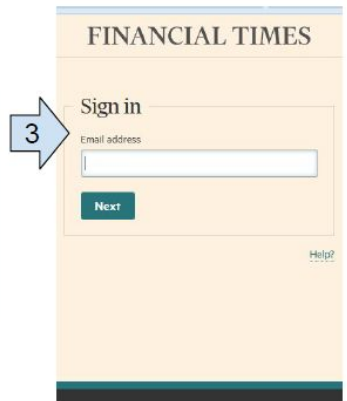 FINANCIAL TIMES
Sign in
3
Email address
Next
Help?